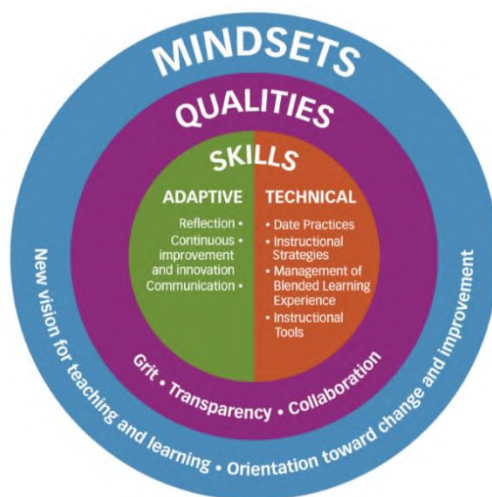 MINDSETS
QUALITIES
SKILLS
ADAPTIVE
Reflection •
Continuous •
improvement
and innovation
Communication •
TECHNICAL
• Date Practices
• Instructional
Strategies
• Management of
Blended Learning
Experience
• Instructional
Tools
Grit • Transparency • Collaboration
New vision for teaching and learning • Orientation toward change and improvement